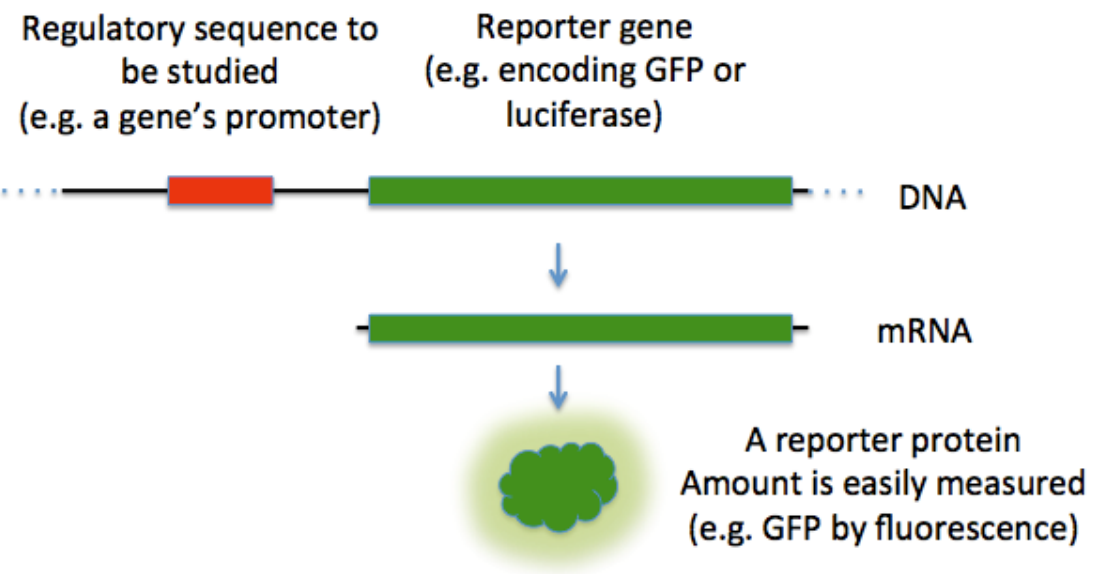 Regulatory sequence to
be studied
(e.g. a gene’s promoter)
Reporter gene
(e.g. encoding GFP or
luciferase)
DNA
mRNA
A reporter protein
Amount is easily measured
(e.g. GFP by fluorescence)